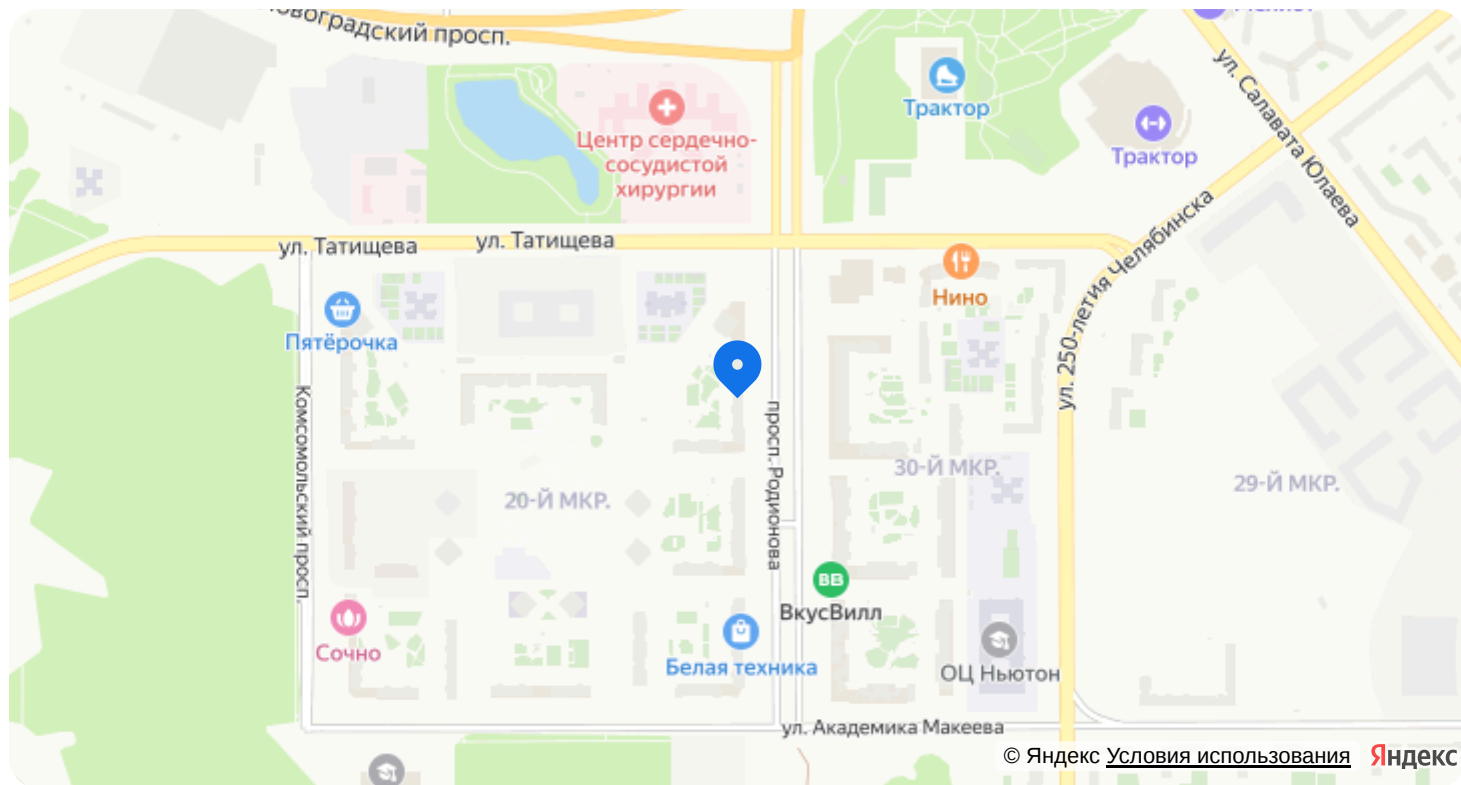 просп.
Трактор
Центр сердечно-
сосудистой
хирургии
Трактор
ул. Салавата Юлаева
ул. 250-летия Челябинска
ул. Татищева
ул. Татищева
Нино
Пятёрочка
Комсомольский просп.
просп. Родионова
20-Й МКР.
30-Й МКР.
29-Й МКР.
ВВ
ВкусВилл
Сочно
Белая техника
ОЦ Ньютон
ул. Академика Макеева
© Яндекс Условия использования
Яндекс